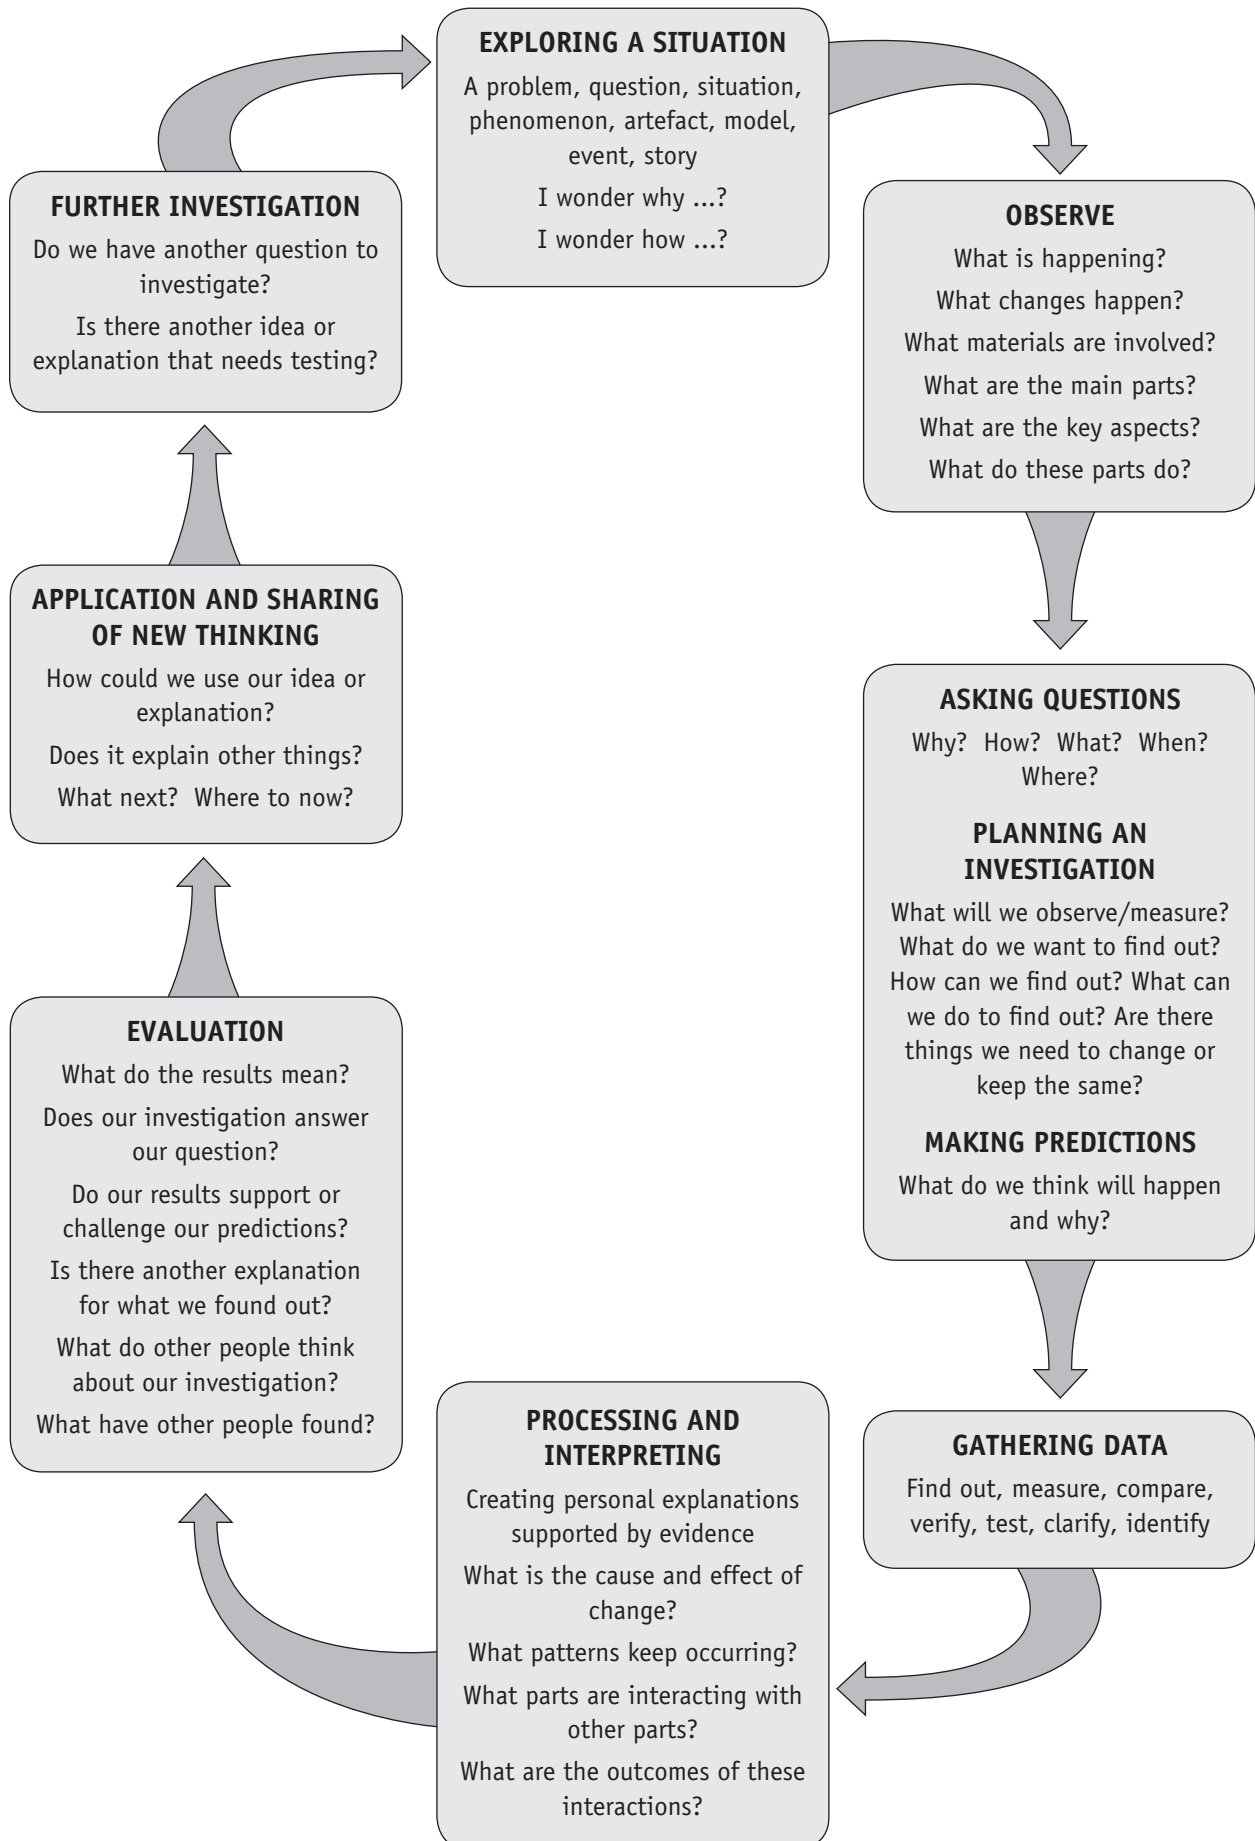 EXPLORING A SITUATION
A problem, question, situation,
phenomenon, artefact, model,
event, story
I wonder why ...?
I wonder how ...?
OBSERVE
What is happening?
What changes happen?
What materials are involved?
What are the main parts?
What are the key aspects?
What do these parts do?
ASKING QUESTIONS
Why? How? What? When?
Where?
PLANNING AN
INVESTIGATION
What will we observe/measure?
What do we want to find out?
How can we find out? What can
we do to find out? Are there
things we need to change or
keep the same?
MAKING PREDICTIONS
What do we think will happen
and why?
GATHERING DATA
Find out, measure, compare,
verify, test, clarify, identify
PROCESSING AND
INTERPRETING
Creating personal explanations
supported by evidence
What is the cause and effect of
change?
What patterns keep occurring?
What parts are interacting with
other parts?
What are the outcomes of these
interactions?
EVALUATION
What do the results mean?
Does our investigation answer
our question?
Do our results support or
challenge our predictions?
Is there another explanation
for what we found out?
What do other people think
about our investigation?
What have other people found?
APPLICATION AND SHARING
OF NEW THINKING
How could we use our idea or
explanation?
Does it explain other things?
What next? Where to now?
FURTHER INVESTIGATION
Do we have another question to
investigate?
Is there another idea or
explanation that needs testing?